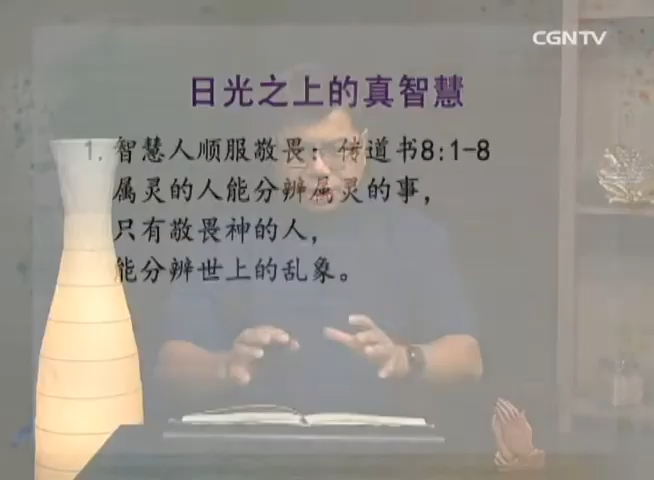 CGNTV
日光之上的真智慧
1. 智慧人顺服敬畏：传道书8:1-8
属灵的人能分辨属灵的事，
只有敬畏神的人，
能分辨世上的乱象。